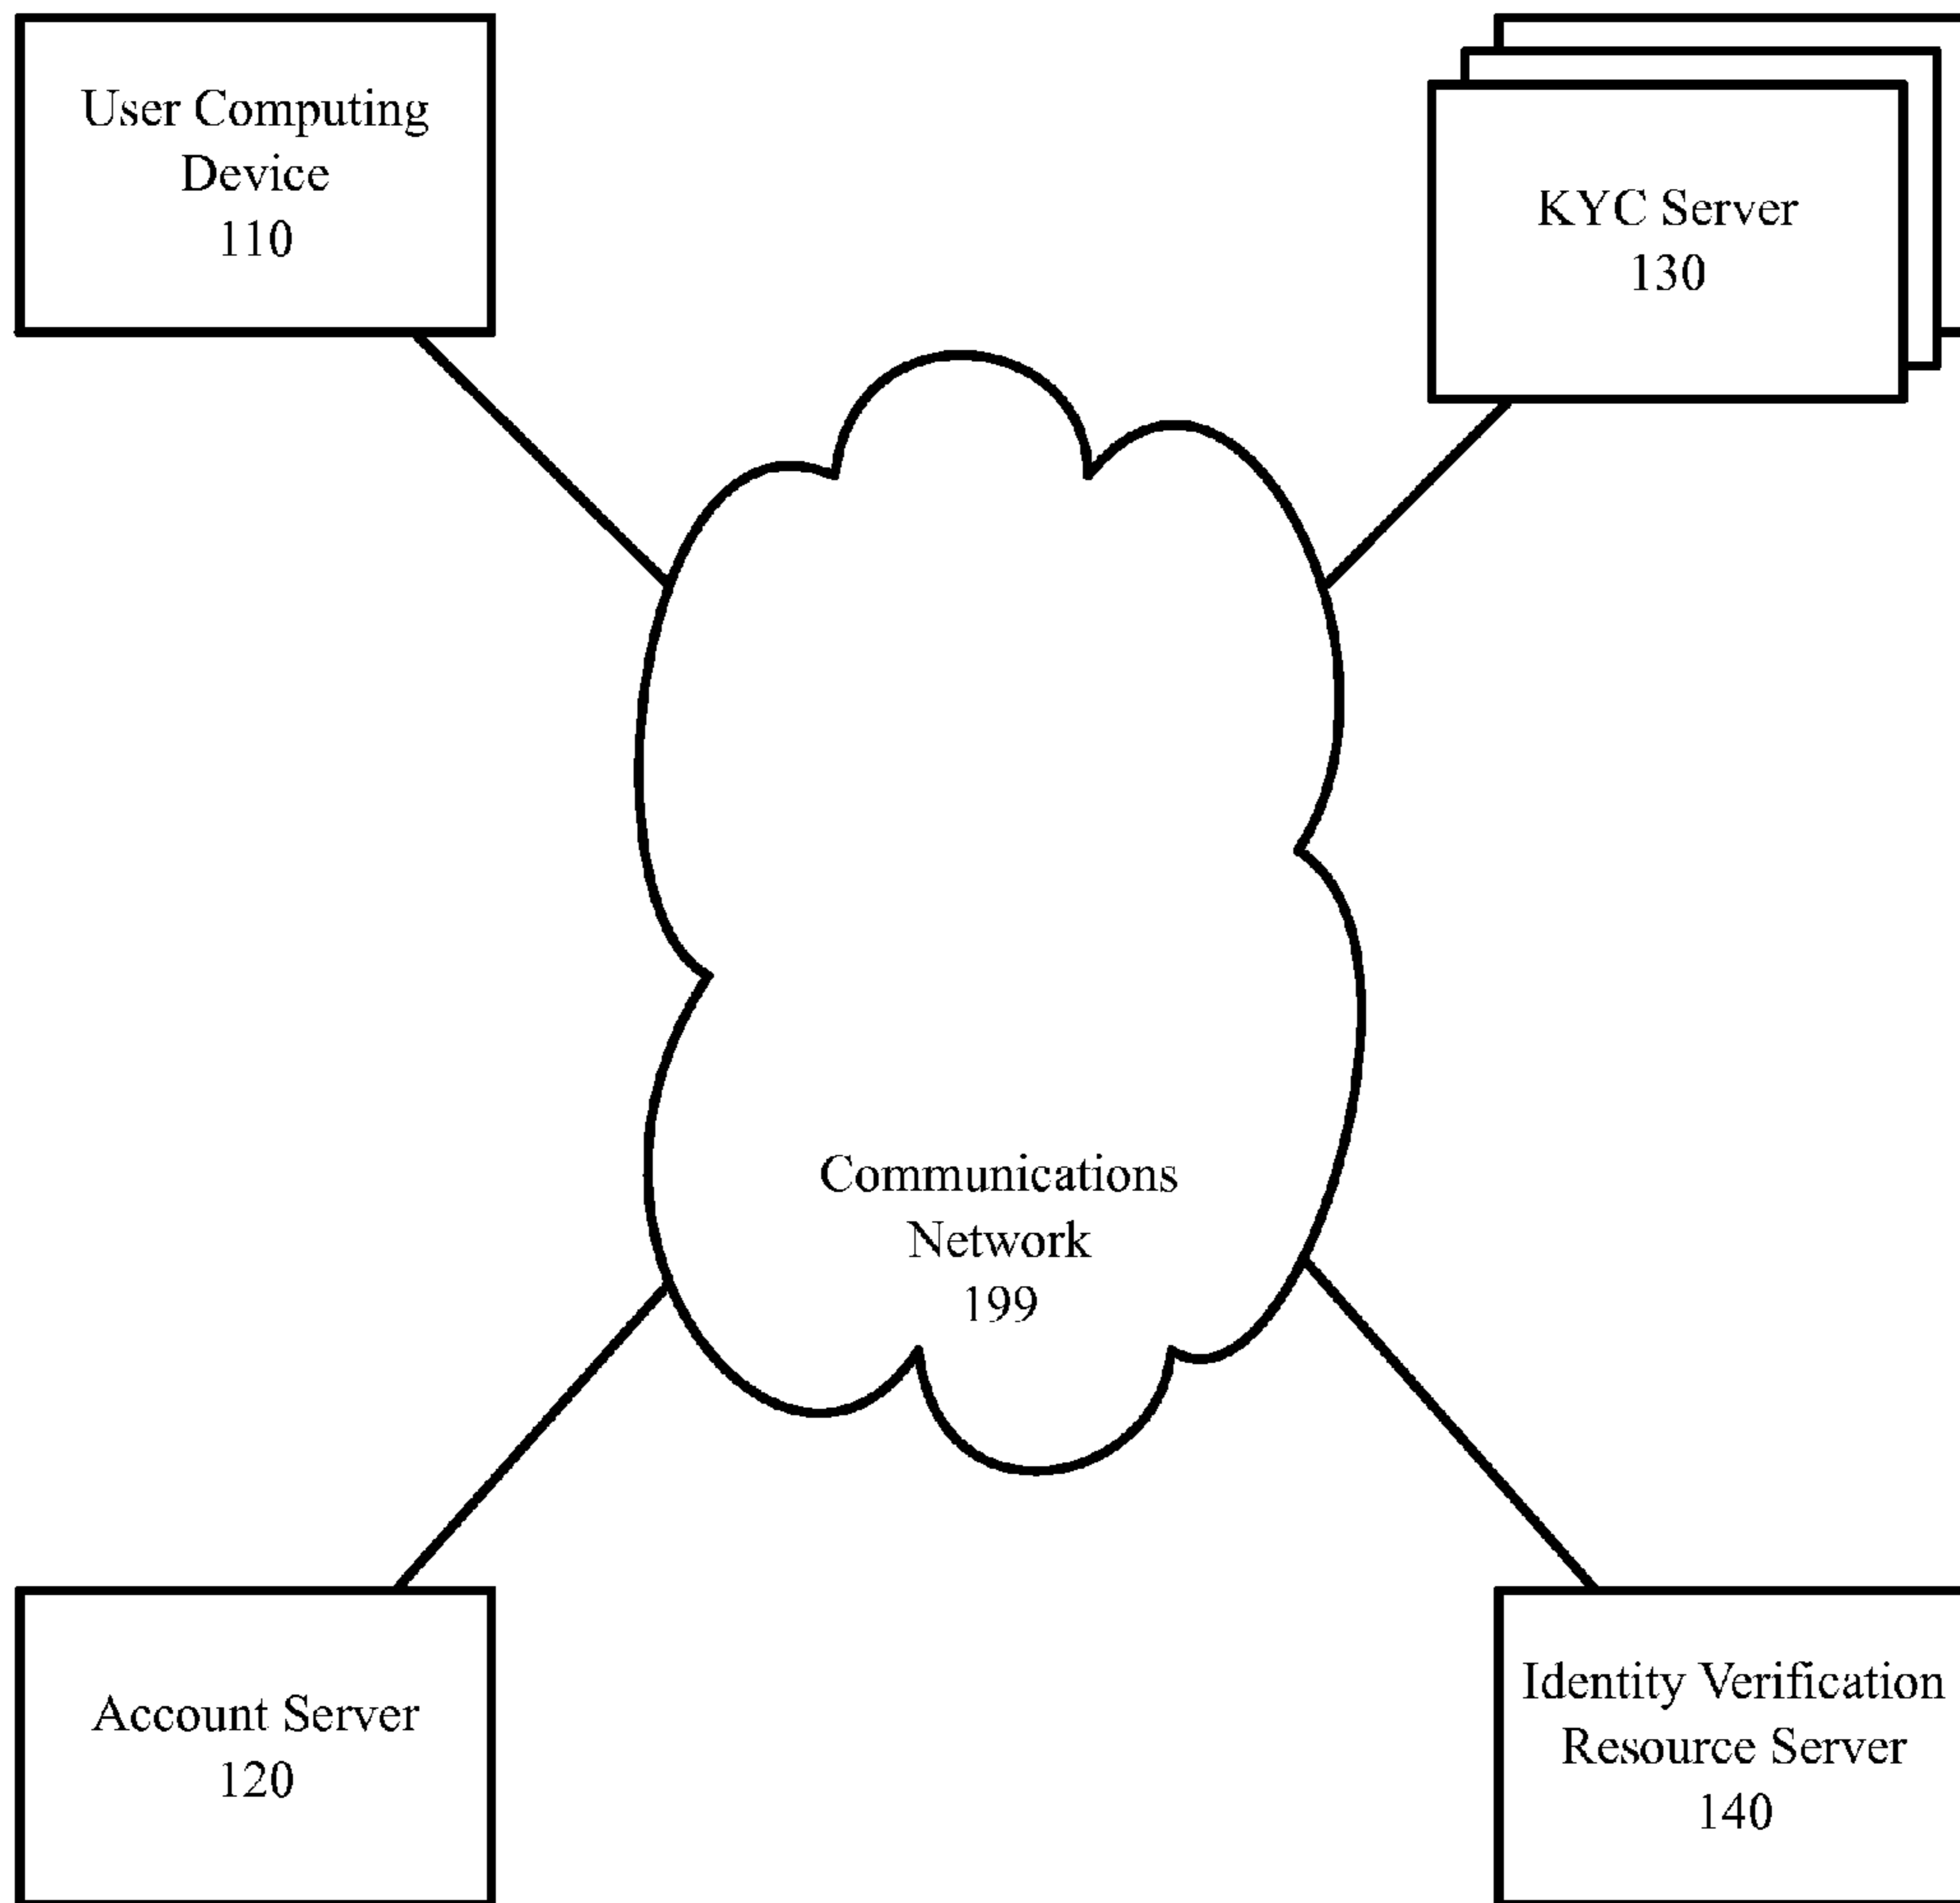 User Computing
Device
110
KYC Server
130
Communications
Network
199
Account Server
120
Identity Verification
Resource Server
140